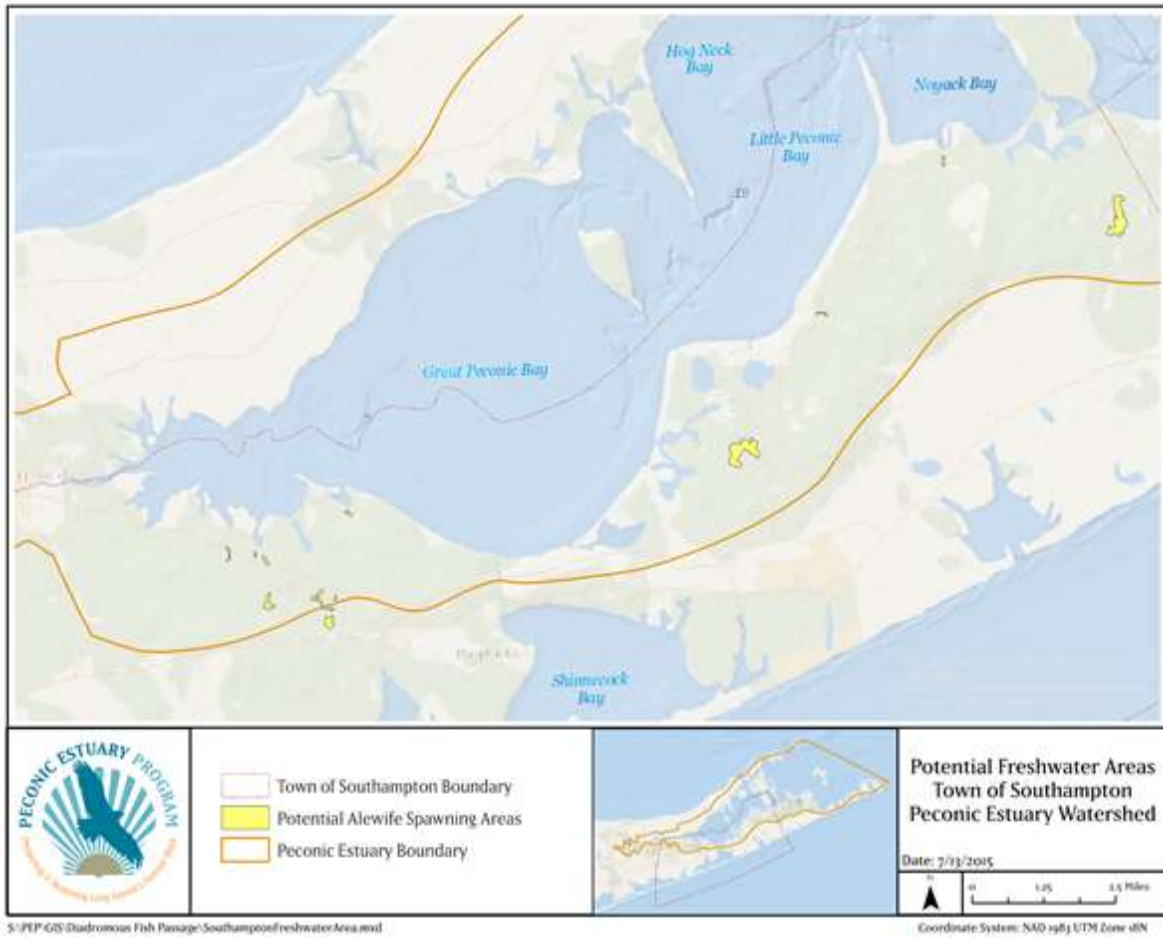 Hog Neck
Bay
Noyack Bay
Little Peconic
Bay
Great Peconic Bay
Shinnecock
Bay
PECONIC ESTUARY PROGRAM
Town of Southampton Boundary
Potential Alewife Spawning Areas
Peconic Estuary Boundary
Potential Freshwater Areas
Town of Southampton
Peconic Estuary Watershed
Date: 7/13/2015
N
0 1.25 2.5 Miles
S:\PEP\GIS\Diadromous Fish Passage\SouthamptonFreshwaterArea.mxd
Coordinate System: NAD 1983 UTM Zone 18N